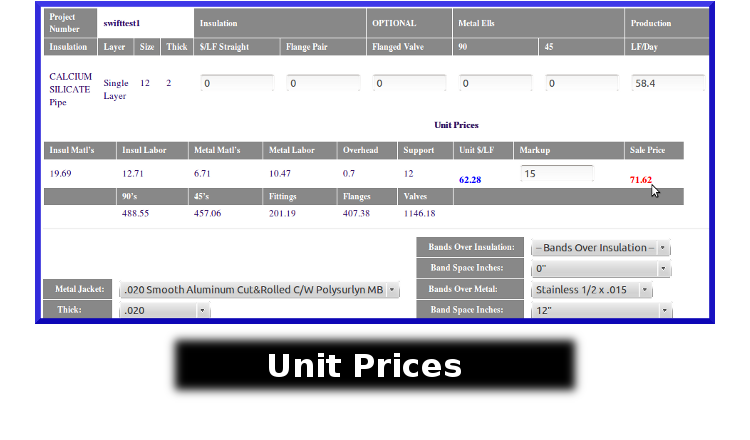 Project Number swifttest1 Insulation OPTIONAL Metal Ells Production
Insulation Layer Size Thick $/LF Straight Flange Pair Flanged Valve 90 45 LF/Day
CALCIUM SILICATE Pipe Single Layer 12 2 0 0 0 0 0 58.4
Unit Prices
Insul Matl's Insul Labor Metal Matl's Metal Labor Overhead Support Unit $/LF Markup Sale Price
19.69 12.71 6.71 10.47 0.7 12 62.28 15 71.62
90's 45's Fittings Flanges Valves
488.55 457.06 201.19 407.38 1146.18
Bands Over Insulation: --Bands Over Insulation--
Band Space Inches: 0"
Metal Jacket: .020 Smooth Aluminum Cut&Rolled C/W Polysurlyn MB Bands Over Metal: Stainless 1/2 x .015
Thick: .020 Band Space Inches: 12"
Unit Prices